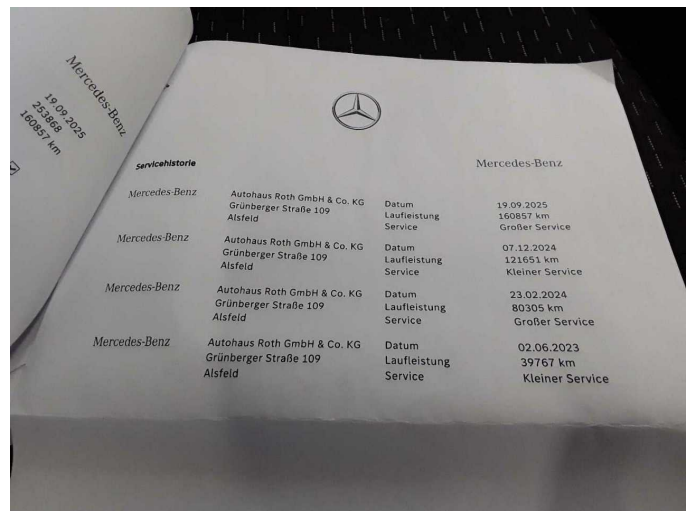 Mercedes-Benz
19.09.2025
253868
160857 km
Servicehistorie
Mercedes-Benz
Mercedes-Benz Autohaus Roth GmbH & Co. KG Datum 19.09.2025
Grünberger Straße 109 Laufleistung 160857 km
Alsfeld Service Großer Service
Mercedes-Benz Autohaus Roth GmbH & Co. KG Datum 07.12.2024
Grünberger Straße 109 Laufleistung 121651 km
Alsfeld Service Kleiner Service
Mercedes-Benz Autohaus Roth GmbH & Co. KG Datum 23.02.2024
Grünberger Straße 109 Laufleistung 80305 km
Alsfeld Service Großer Service
Mercedes-Benz Autohaus Roth GmbH & Co. KG Datum 02.06.2023
Grünberger Straße 109 Laufleistung 39767 km
Alsfeld Service Kleiner Service